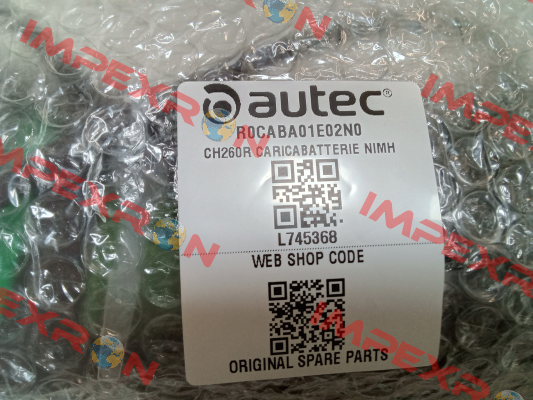 autec®
R0CABA01E02N0
CH260R CARICABATTERIE NIMH
L745368
WEB SHOP CODE
ORIGINAL SPARE PARTS
IMPEXRON
IMPEXRON
IMPEXRON
IMPEXRON
IMPEXRON